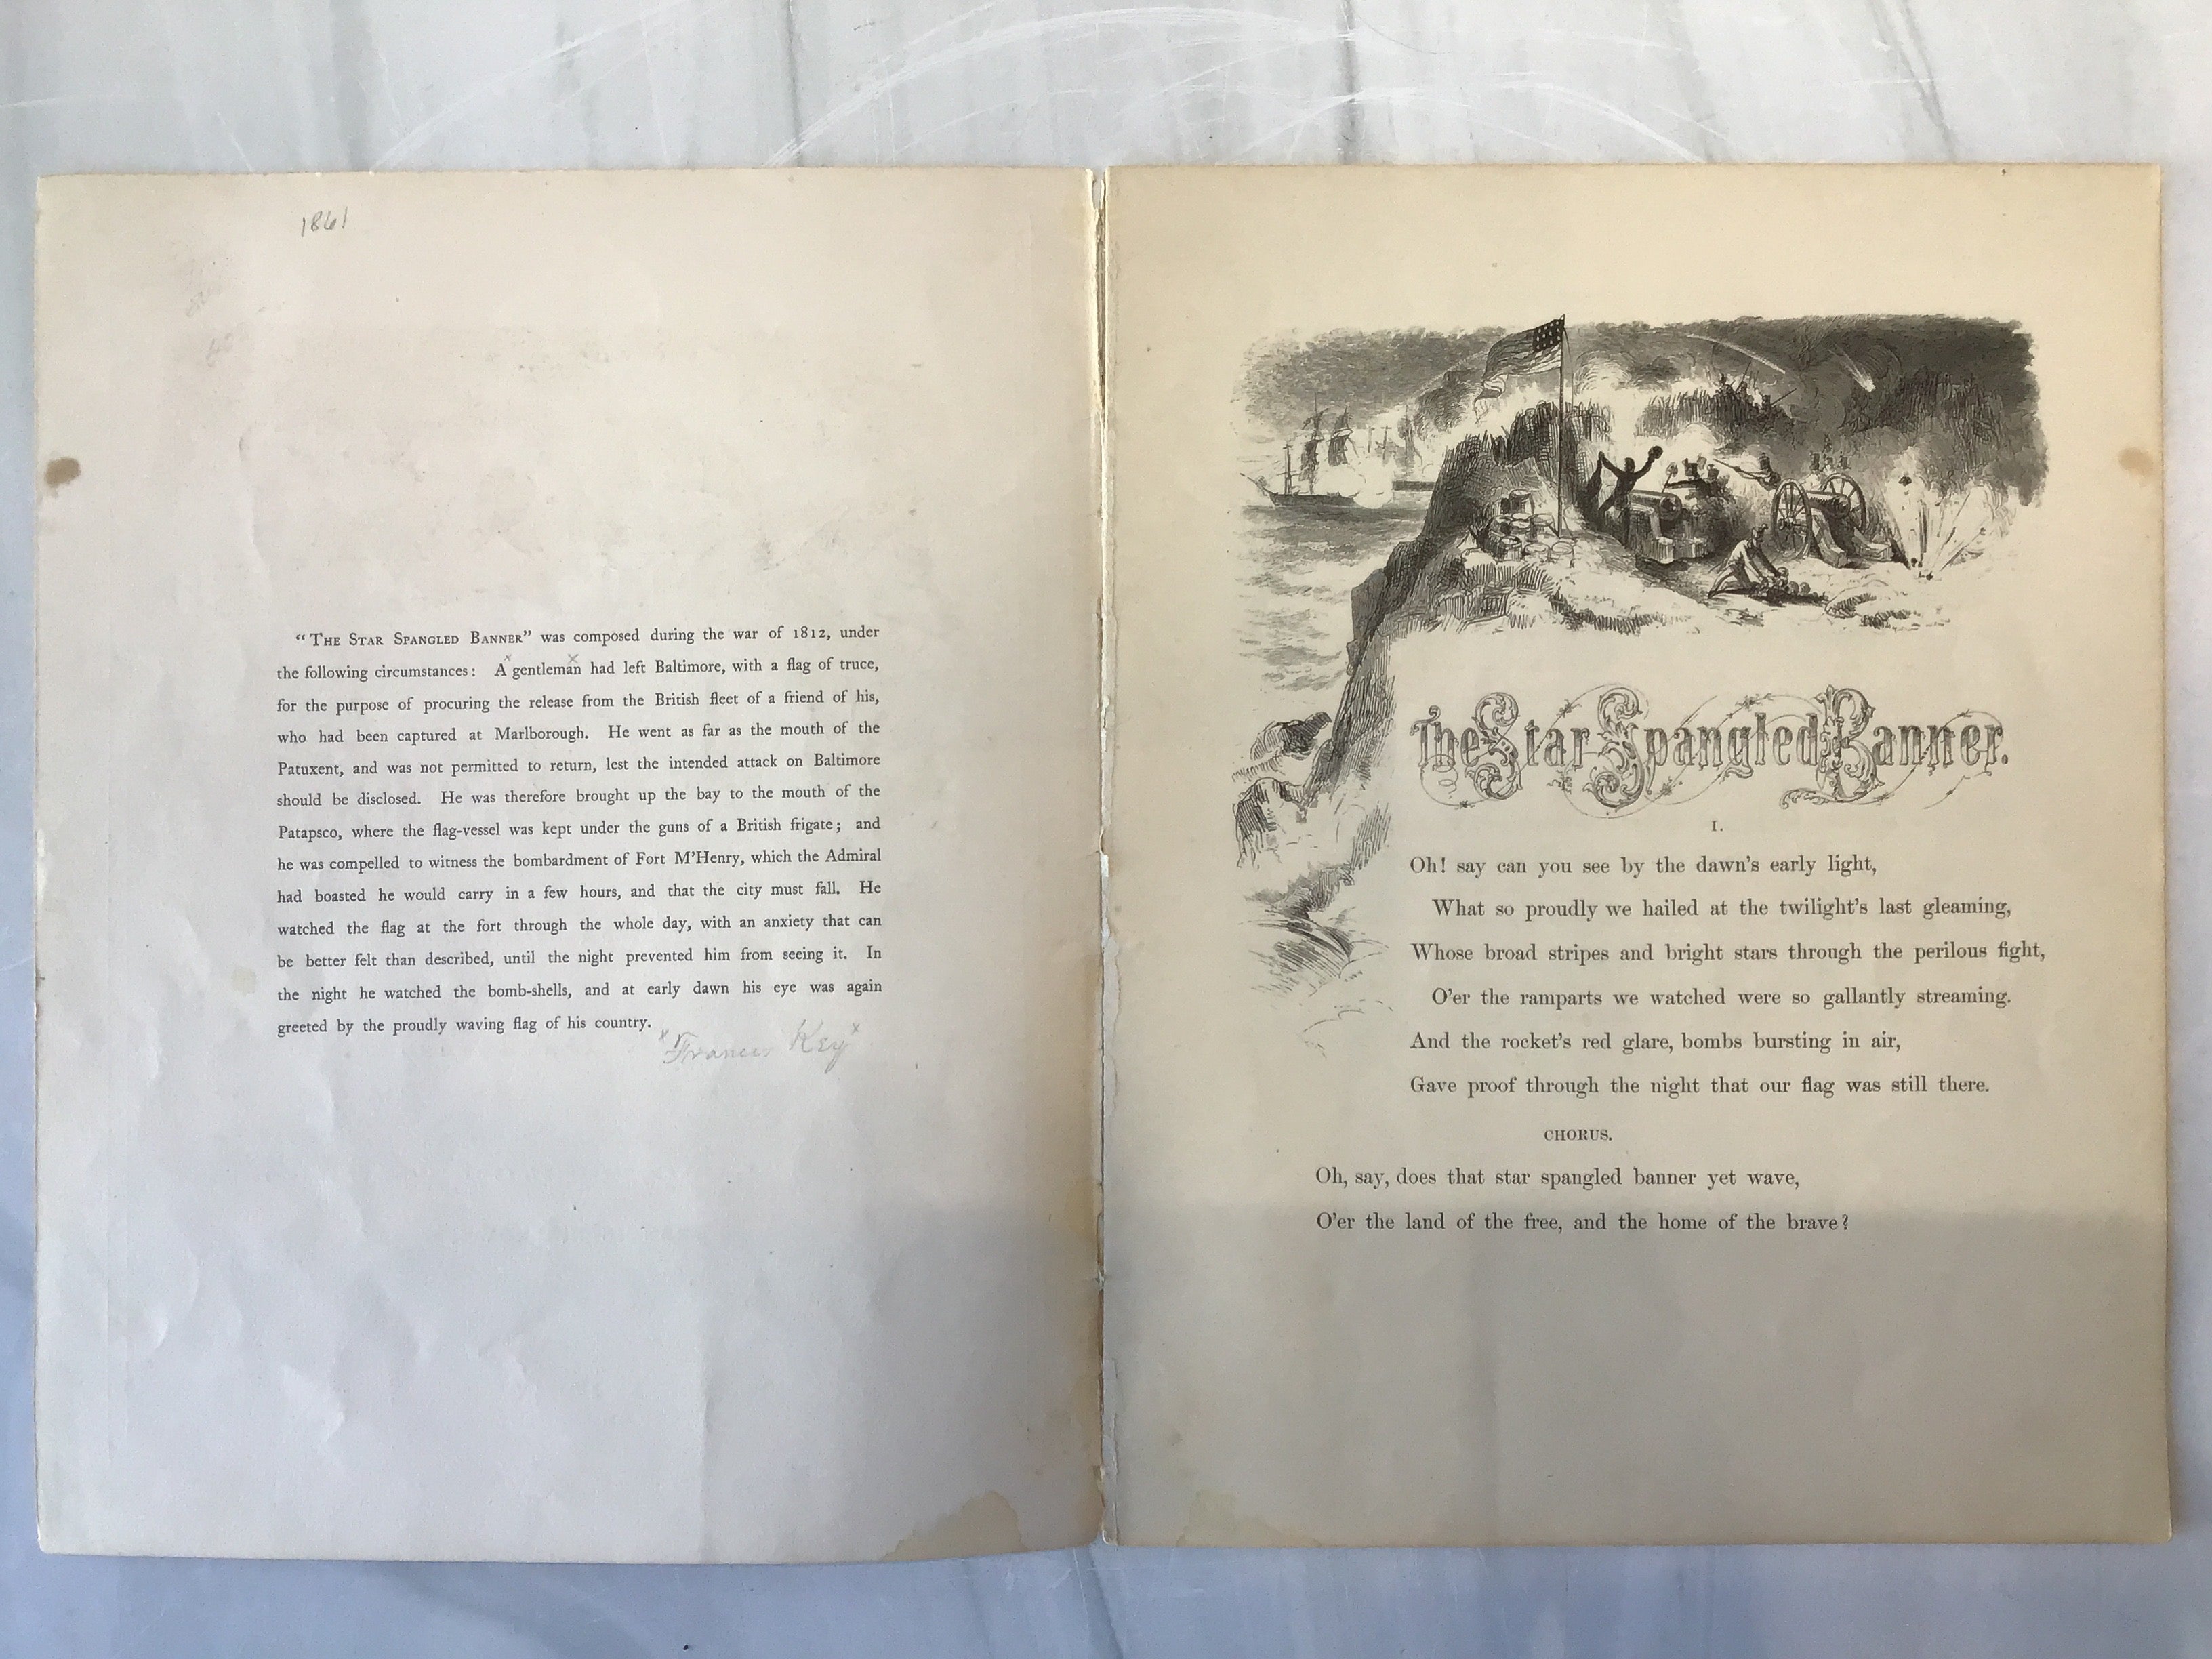 1861
“THE STAR SPANGLED BANNER” was composed during the war of 1812, under
the following circumstances: A gentleman had left Baltimore, with a flag of truce,
for the purpose of procuring the release from the British fleet of a friend of his,
who had been captured at Marlborough. He went as far as the mouth of the
Patuxent, and was not permitted to return, lest the intended attack on Baltimore
should be disclosed. He was therefore brought up the bay to the mouth of the
Patapsco, where the flag-vessel was kept under the guns of a British frigate; and
he was compelled to witness the bombardment of Fort M’Henry, which the Admiral
had boasted he would carry in a few hours, and that the city must fall. He
watched the flag at the fort through the whole day, with an anxiety that can
be better felt than described, until the night prevented him from seeing it. In
the night he watched the bomb-shells, and at early dawn his eye was again
greeted by the proudly waving flag of his country.
x Francis Key x
The Star Spangled Banner.
I.
Oh! say can you see by the dawn’s early light,
What so proudly we hailed at the twilight’s last gleaming,
Whose broad stripes and bright stars through the perilous fight,
O’er the ramparts we watched were so gallantly streaming.
And the rocket’s red glare, bombs bursting in air,
Gave proof through the night that our flag was still there.
CHORUS.
Oh, say, does that star spangled banner yet wave,
O’er the land of the free, and the home of the brave?